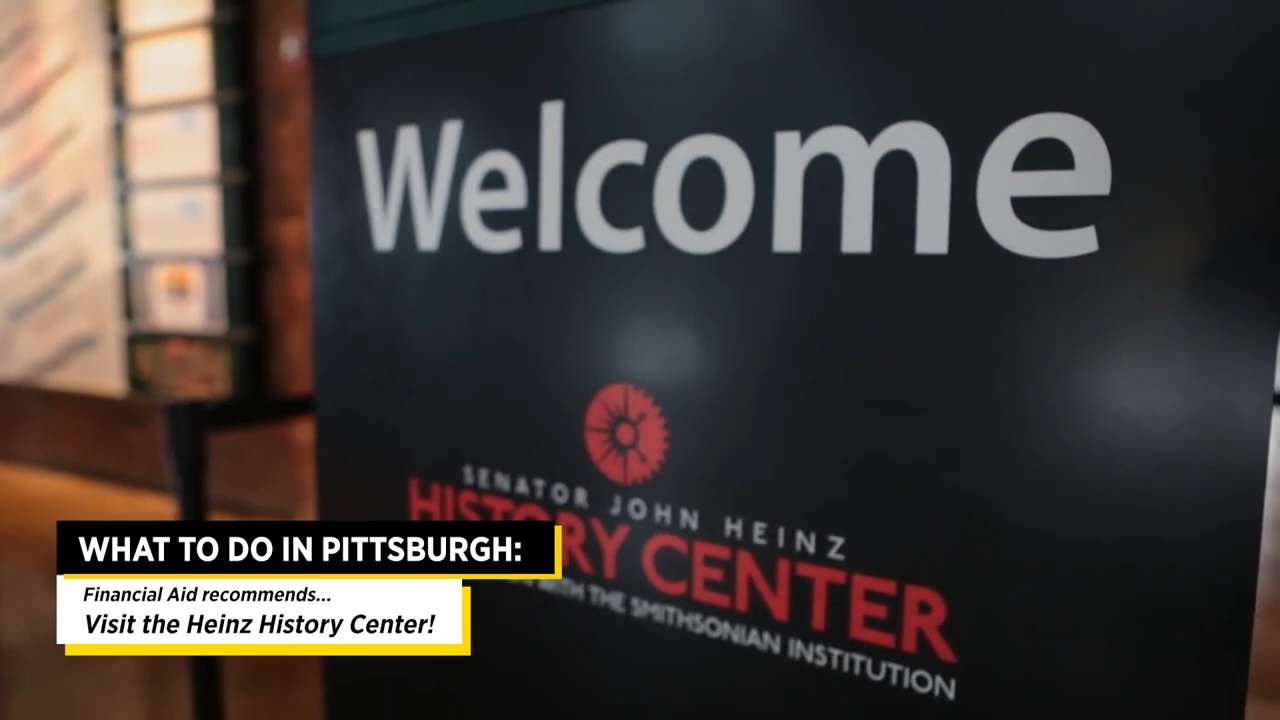 Welcome
SENATOR JOHN HEINZ
HISTORY CENTER
WITH THE SMITHSONIAN INSTITUTION
WHAT TO DO IN PITTSBURGH:
Financial Aid recommends...
Visit the Heinz History Center!